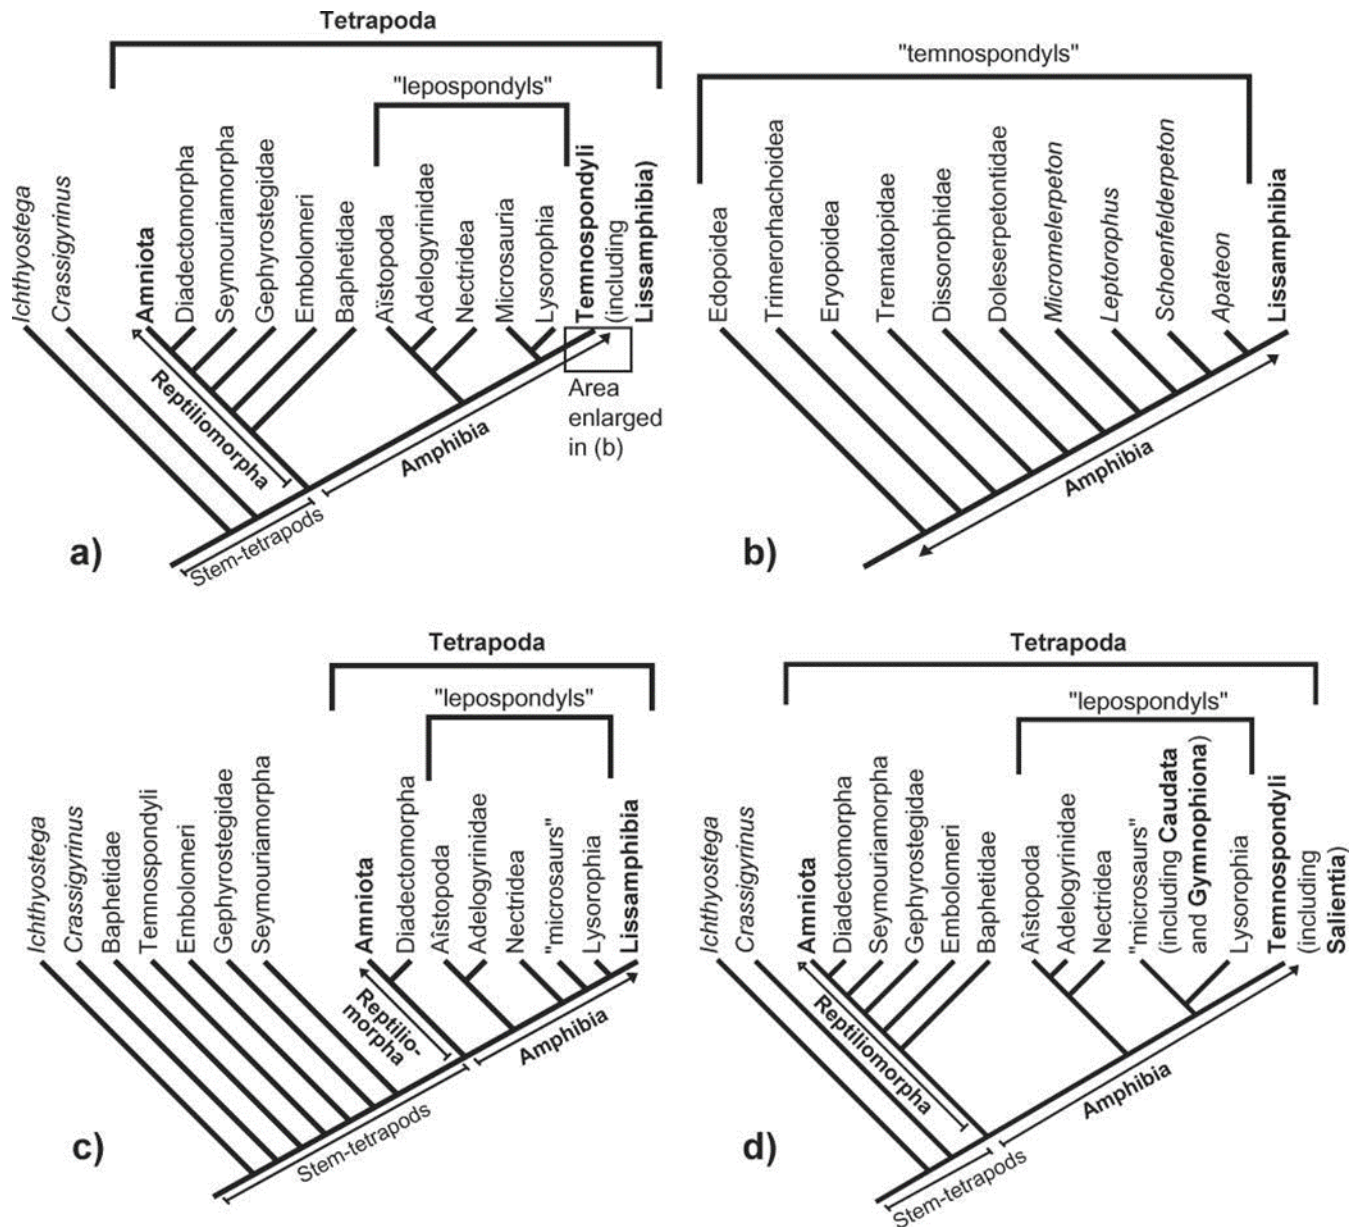 Tetrapoda
"lepospondyls"
Ichthyostega
Crassigyrinus
Amniota
Diadectomorpha
Seymouriamorpha
Gephyrostegidae
Embolomeri
Baphetidae
Aïstopoda
Adelogyrinidae
Nectridea
Microsauria
Lysorophia
Temnospondyli
(including
Lissamphibia)
Area
enlarged
in (b)
Reptiliomorpha
Amphibia
Stem-tetrapods
a)
"temnospondyls"
Edopoidea
Trimerorhachoidea
Eryopoidea
Trematopidae
Dissorophidae
Doleserpetontidae
Micromelerpeton
Leptorophus
Schoenfelderpeton
Apateon
Lissamphibia
Amphibia
b)
Tetrapoda
"lepospondyls"
Ichthyostega
Crassigyrinus
Baphetidae
Temnospondyli
Embolomeri
Gephyrostegidae
Seymouriamorpha
Amniota
Diadectomorpha
Aîstopoda
Adelogyrinidae
Nectridea
"microsaurs"
Lysorophia
Lissamphibia
Reptilio-
morpha
Amphibia
Stem-tetrapods
c)
Tetrapoda
"lepospondyls"
Ichthyostega
Crassigyrinus
Amniota
Diadectomorpha
Seymouriamorpha
Gephyrostegidae
Embolomeri
Baphetidae
Aîstopoda
Adelogyrinidae
Nectridea
"microsaurs"
(including Caudata
and Gymnophiona)
Lysorophia
Temnospondyli
(including
Salientia)
Reptiliomorpha
Amphibia
Stem-tetrapods
d)